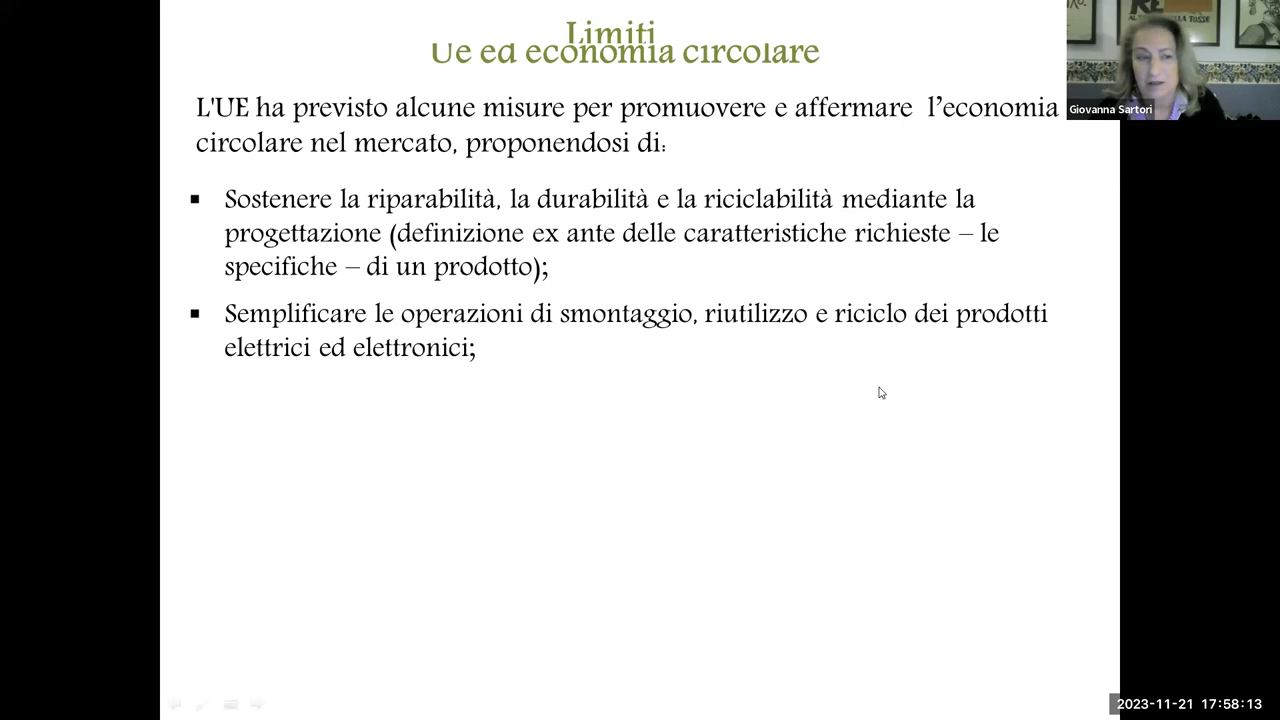 Limiti
Ue ed economia circolare
L'UE ha previsto alcune misure per promuovere e affermare l’economia
circolare nel mercato, proponendosi di:
▪ Sostenere la riparabilità, la durabilità e la riciclabilità mediante la
progettazione (definizione ex ante delle caratteristiche richieste – le
specifiche – di un prodotto);
▪ Semplificare le operazioni di smontaggio, riutilizzo e riciclo dei prodotti
elettrici ed elettronici;
Giovanna Sartori
2023-11-21 17:58:13